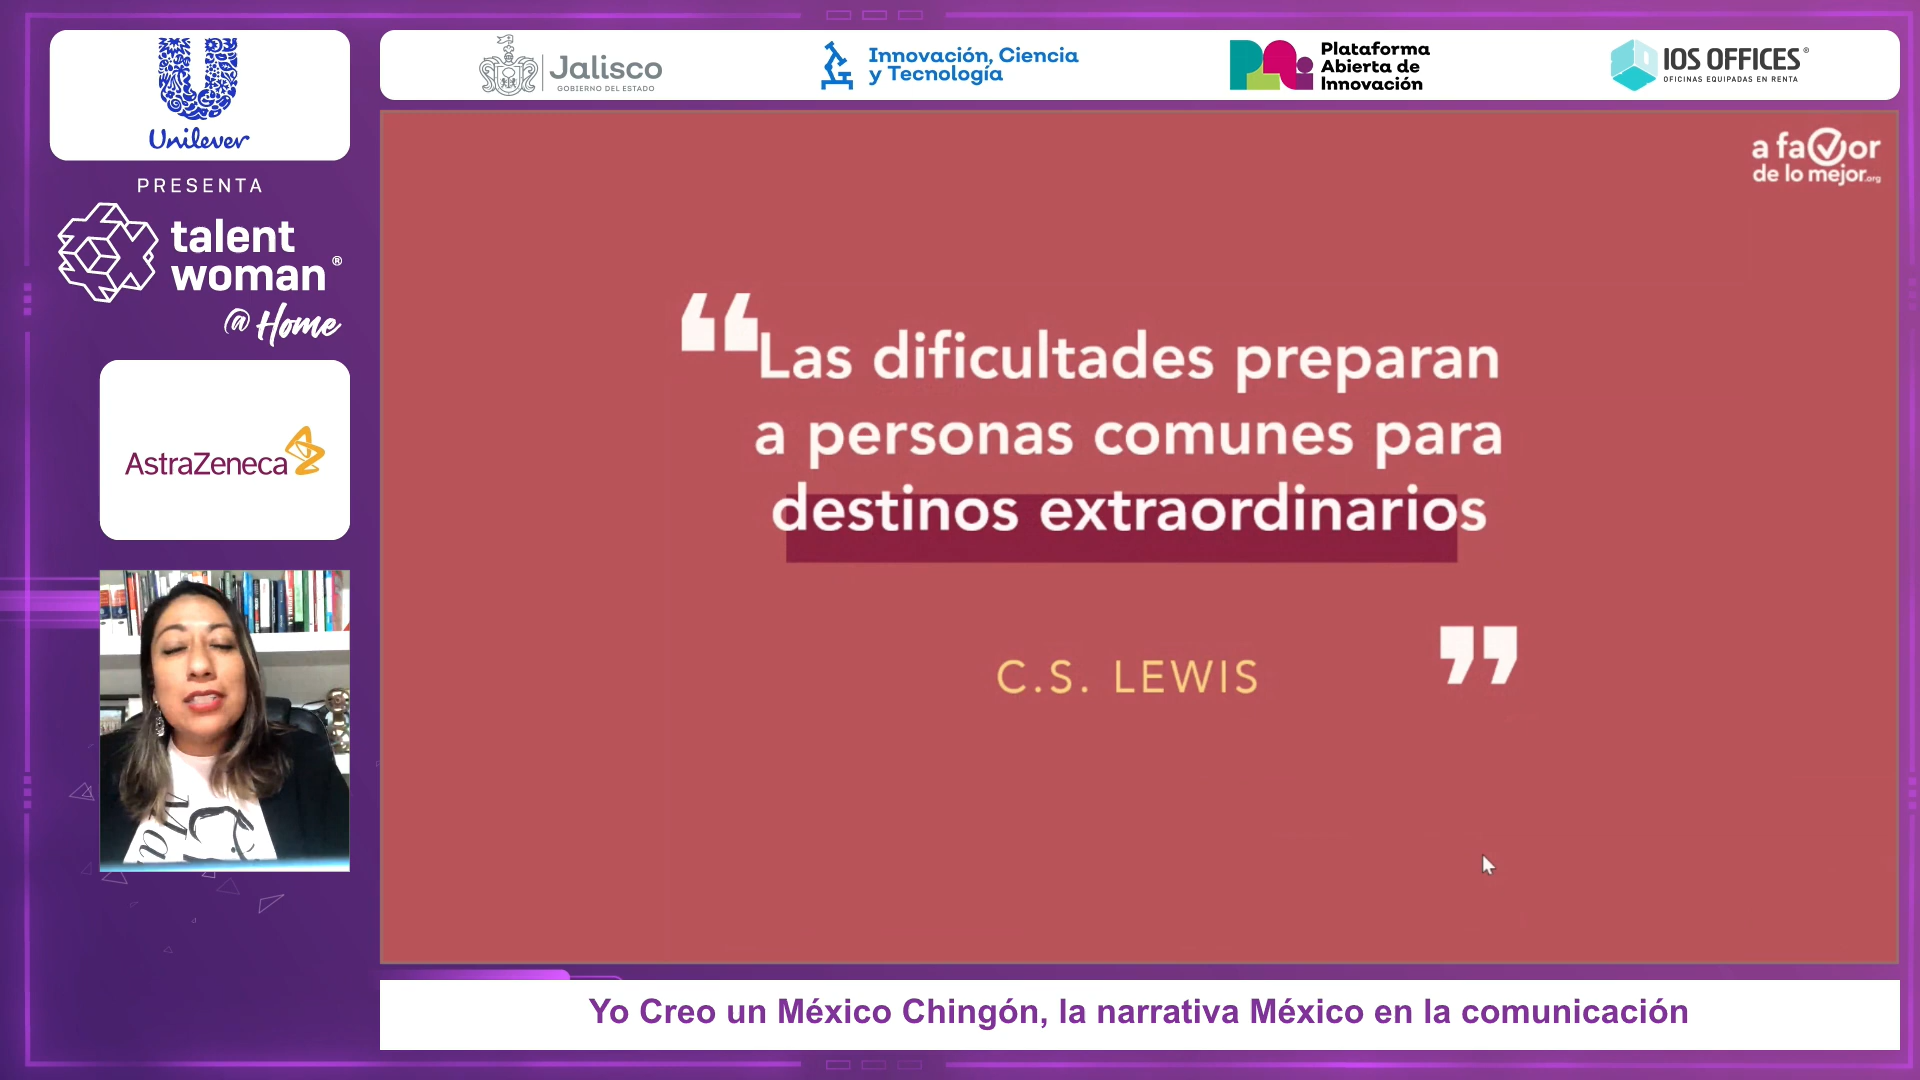 Unilever
PRESENTA
talent
woman®
@Home
AstraZeneca
Jalisco
GOBIERNO DEL ESTADO
Innovación, Ciencia
y Tecnología
Plataforma
Abierta de
Innovación
IOS OFFICES®
OFICINAS EQUIPADAS EN RENTA
a favor
de lo mejor.org
“Las dificultades preparan
a personas comunes para
destinos extraordinarios
”
C.S. LEWIS
Yo Creo un México Chingón, la narrativa México en la comunicación